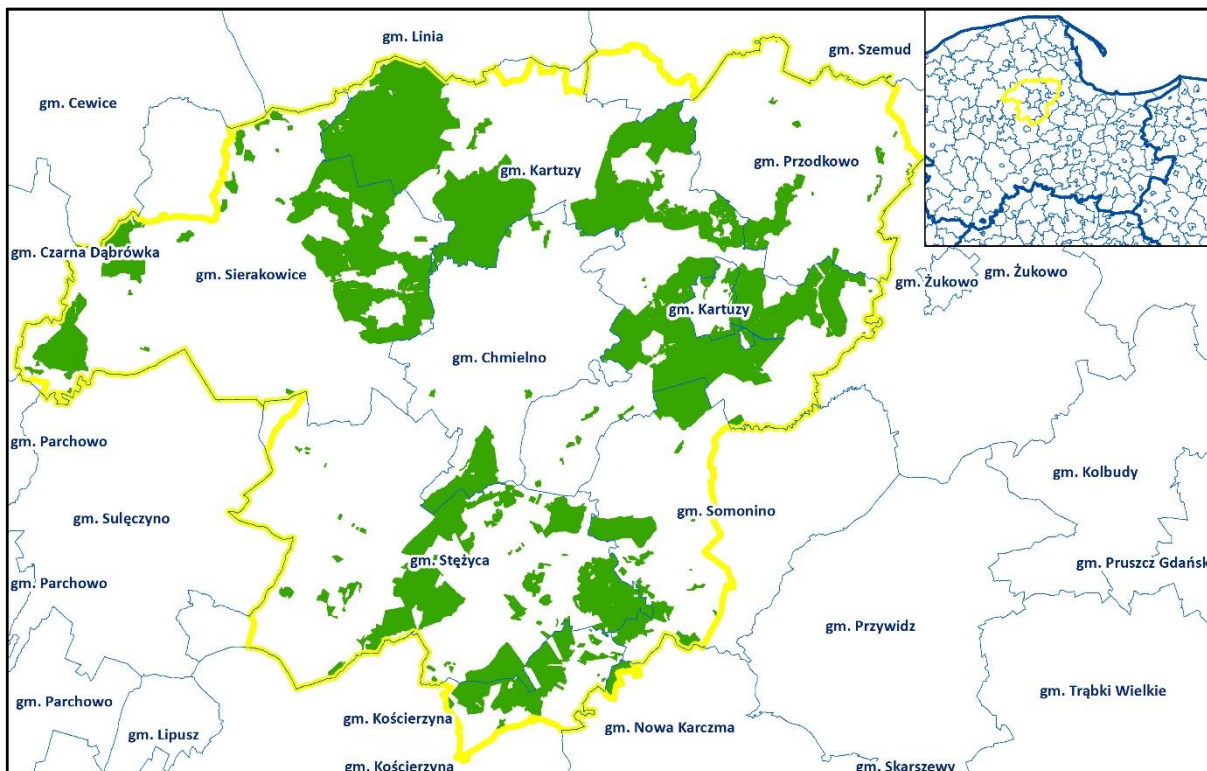 gm. Linia
gm. Szemud
gm. Cewice
gm. Przodkowo
gm. Kartuzy
gm. Czarna Dąbrówka
gm. Sierakowice
gm. Żukowo
gm. Żukowo
gm. Kartuzy
gm. Chmielno
gm. Parchowo
gm. Kolbudy
gm. Sulęczyno
gm. Somonino
gm. Stężyca
gm. Parchowo
gm. Pruszcz Gdańsk
gm. Przywidz
gm. Trąbki Wielkie
gm. Parchowo
gm. Kościerzyna
gm. Nowa Karczma
gm. Lipusz
gm. Kościerzyna
gm. Skarszewy